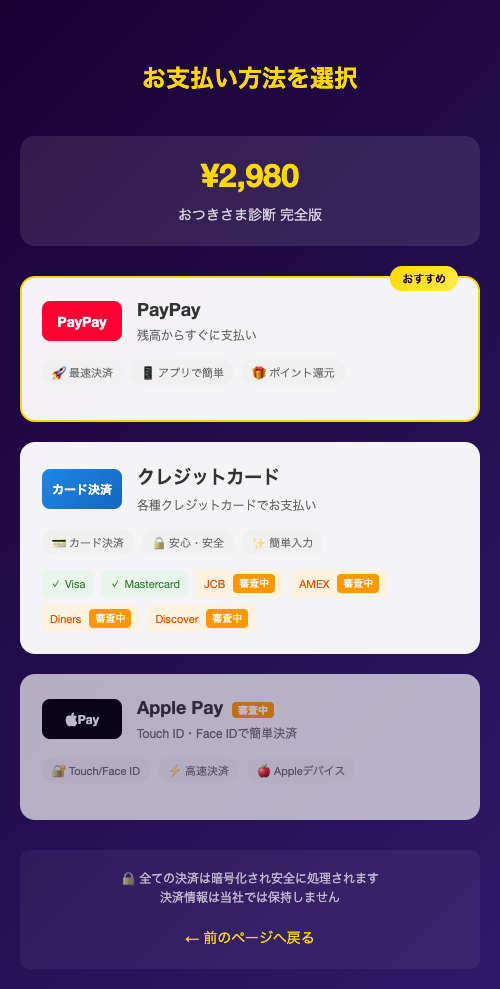 お支払い方法を選択
¥2,980
おつきさま診断 完全版
おすすめ
PayPay
PayPay
残高からすぐに支払い
🚀 最速決済 📱 アプリで簡単 🎁 ポイント還元
カード決済
クレジットカード
各種クレジットカードでお支払い
💳 カード決済 🔒 安心・安全 ✨ 簡単入力
✓ Visa ✓ Mastercard JCB 審査中 AMEX 審査中
Diners 審査中 Discover 審査中
Pay
Apple Pay 審査中
Touch ID・Face IDで簡単決済
🔐 Touch/Face ID ⚡ 高速決済 🍎 Appleデバイス
🔒 全ての決済は暗号化され安全に処理されます
決済情報は当社では保持しません
← 前のページへ戻る